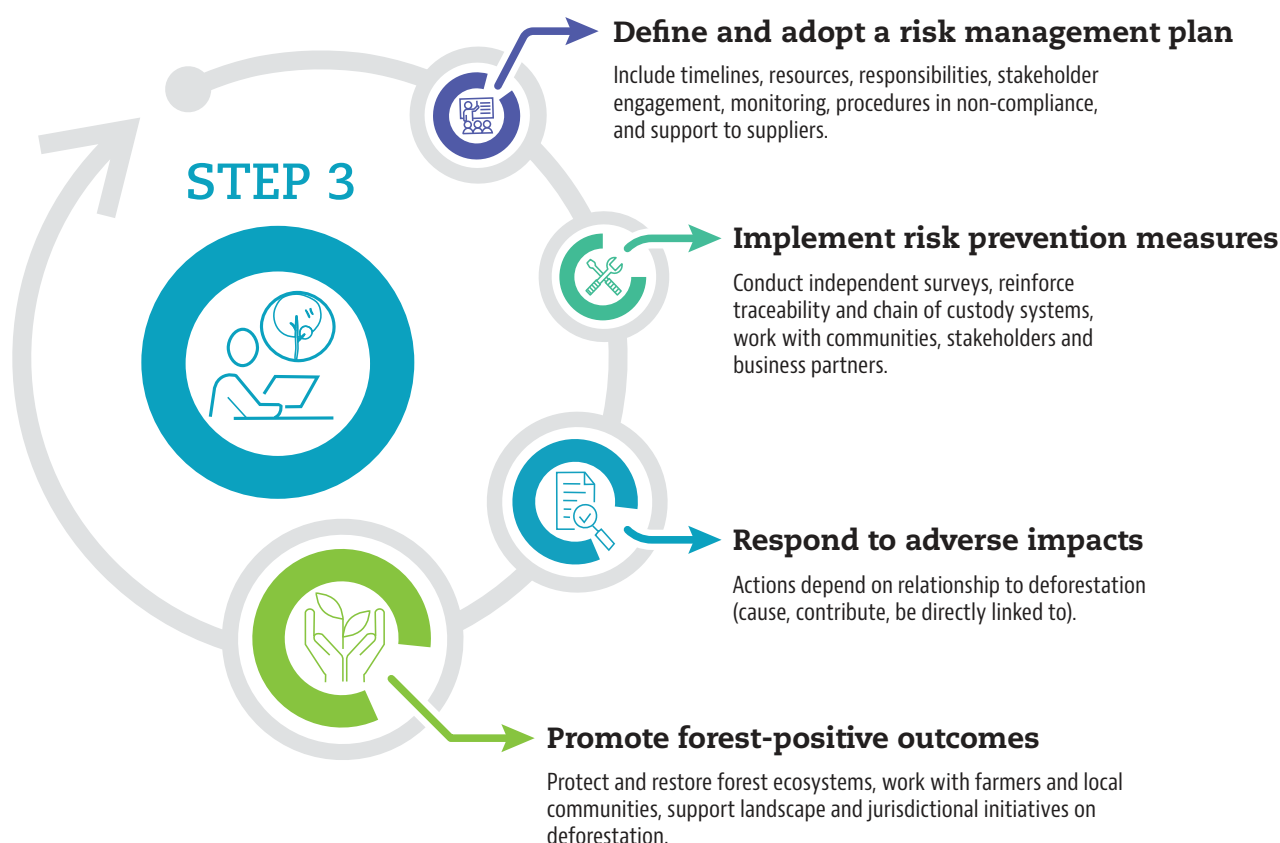 STEP 3
Define and adopt a risk management plan
Include timelines, resources, responsibilities, stakeholder
engagement, monitoring, procedures in non-compliance,
and support to suppliers.
Implement risk prevention measures
Conduct independent surveys, reinforce
traceability and chain of custody systems,
work with communities, stakeholders and
business partners.
Respond to adverse impacts
Actions depend on relationship to deforestation
(cause, contribute, be directly linked to).
Promote forest-positive outcomes
Protect and restore forest ecosystems, work with farmers and local
communities, support landscape and jurisdictional initiatives on
deforestation.